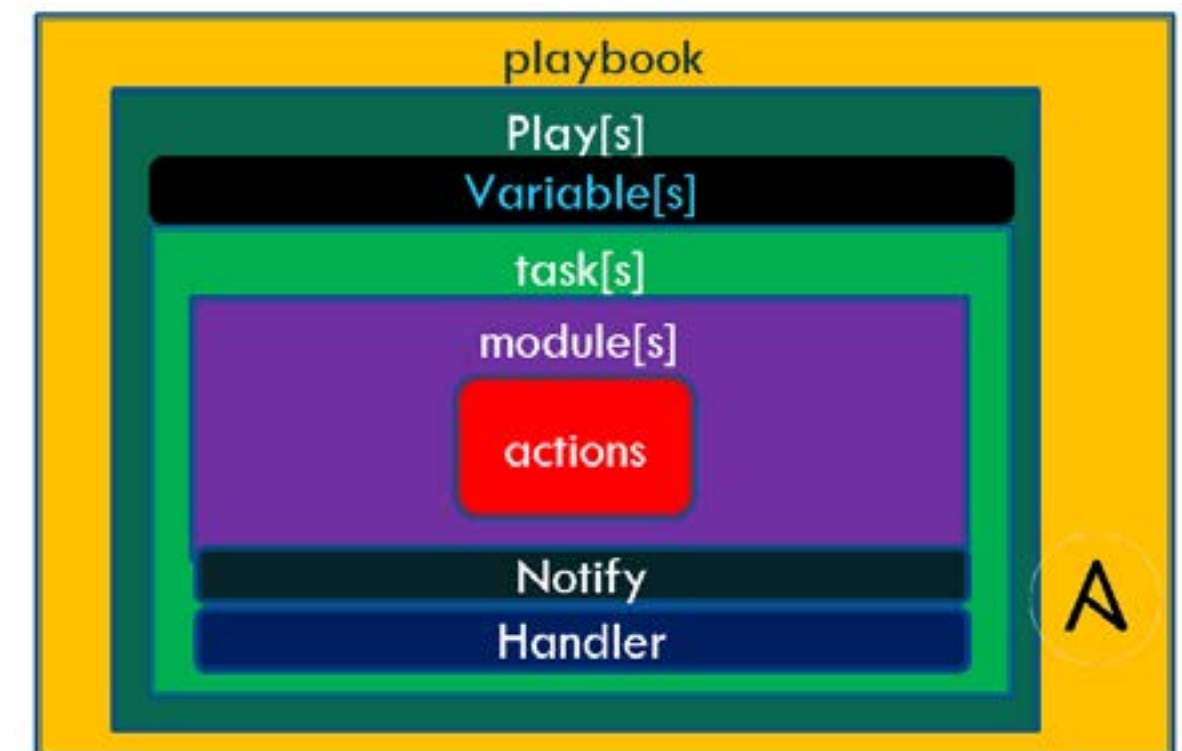 playbook
Play[s]
Variable[s]
task[s]
module[s]
actions
Notify
Handler